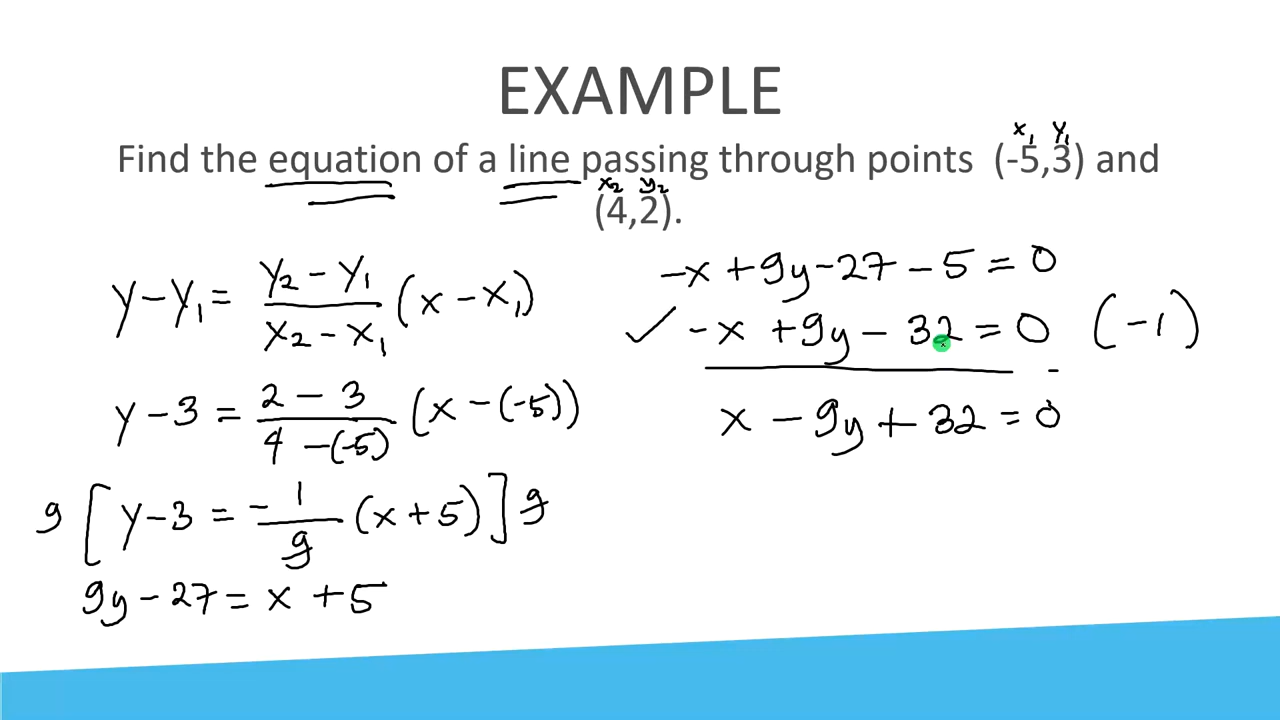 EXAMPLE
x₁ y₁
Find the equation of a line passing through points (-5,3) and
x₂ y₂
(4,2).
y-y₁= y₂-y₁/x₂-x₁ (x-x₁)
y-3 = 2-3/4-(-5) (x-(-5))
9[y-3 = -1/9 (x+5)]9
9y-27= x+5
-x+9y-27-5=0
✓ -x+9y-32=0 (-1)
x-9y+32=0